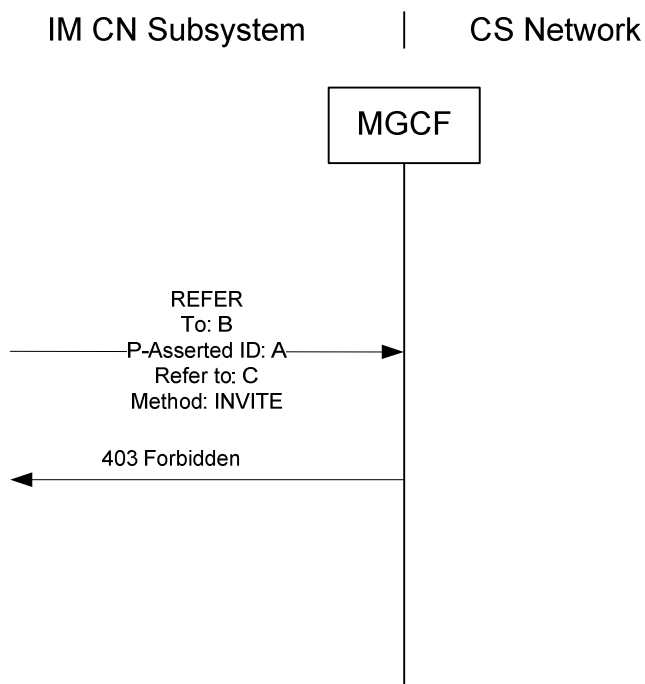 IM CN Subsystem | CS Network
MGCF
REFER
To: B
P-Asserted ID: A
Refer to: C
Method: INVITE
403 Forbidden